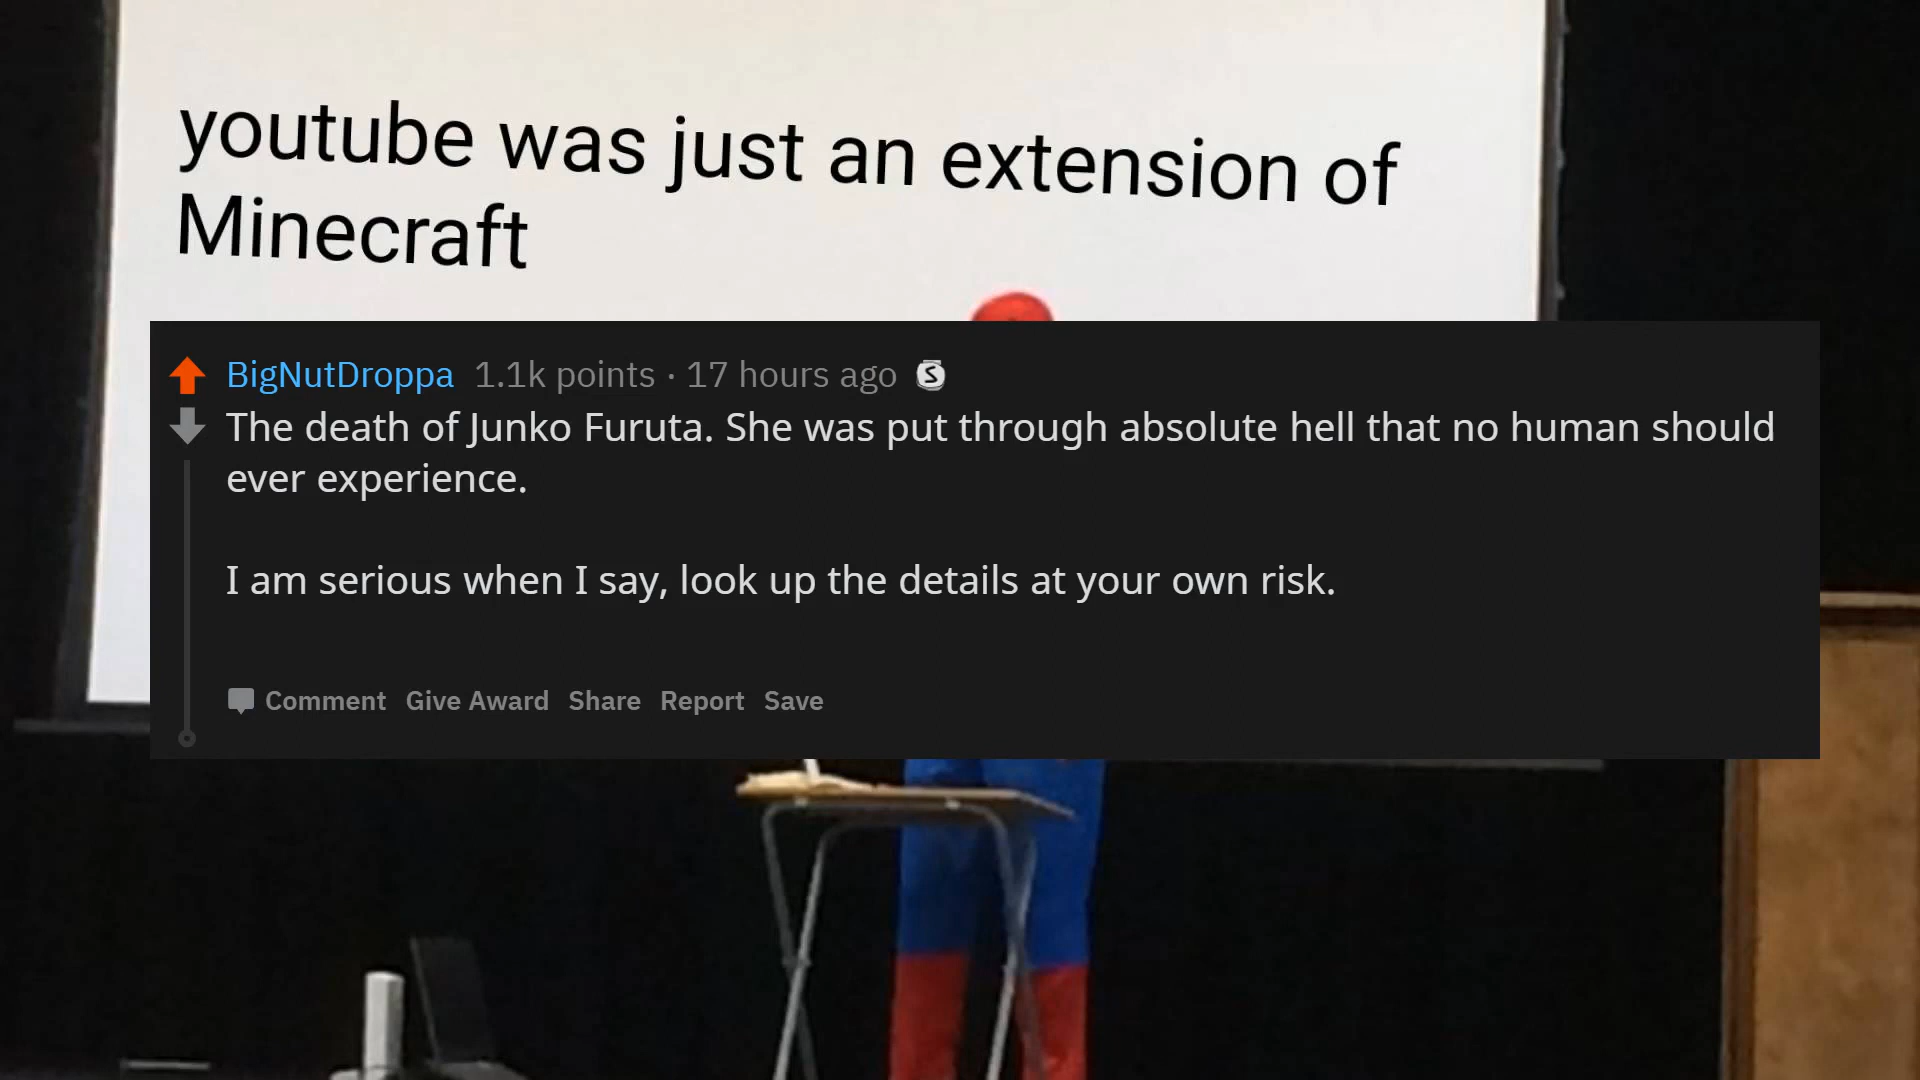 youtube was just an extension of
Minecraft
BigNutDroppa 1.1k points · 17 hours ago S
The death of Junko Furuta. She was put through absolute hell that no human should
ever experience.
I am serious when I say, look up the details at your own risk.
Comment Give Award Share Report Save